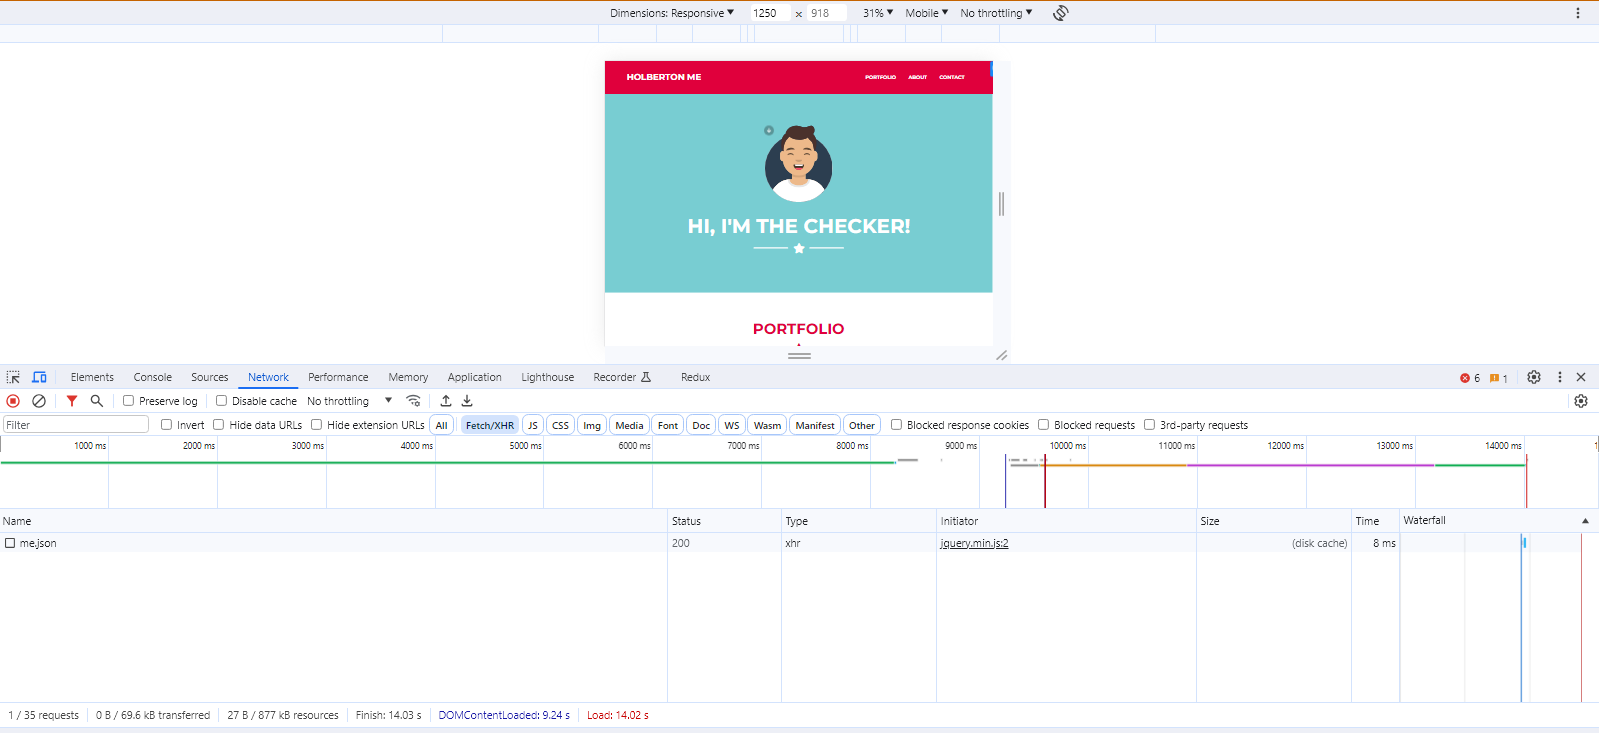 Dimensions: Responsive ▼ 1250 × 918 31% ▼ Mobile ▼ No throttling ▼
HOLBERTON ME PORTFOLIO ABOUT CONTACT
HI, I'M THE CHECKER!
PORTFOLIO
Elements Console Sources Network Performance Memory Application Lighthouse Recorder Redux 6 1
Preserve log Disable cache No throttling ▼
Filter Invert Hide data URLs Hide extension URLs All Fetch/XHR JS CSS Img Media Font Doc WS Wasm Manifest Other Blocked response cookies Blocked requests 3rd-party requests
1000 ms 2000 ms 3000 ms 4000 ms 5000 ms 6000 ms 7000 ms 8000 ms 9000 ms 10000 ms 11000 ms 12000 ms 13000 ms 14000 ms
Name Status Type Initiator Size Time Waterfall ▲
me.json 200 xhr jquery.min.js:2 (disk cache) 8 ms
1 / 35 requests 0 B / 69.6 kB transferred 27 B / 877 kB resources Finish: 14.03 s DOMContentLoaded: 9.24 s Load: 14.02 s